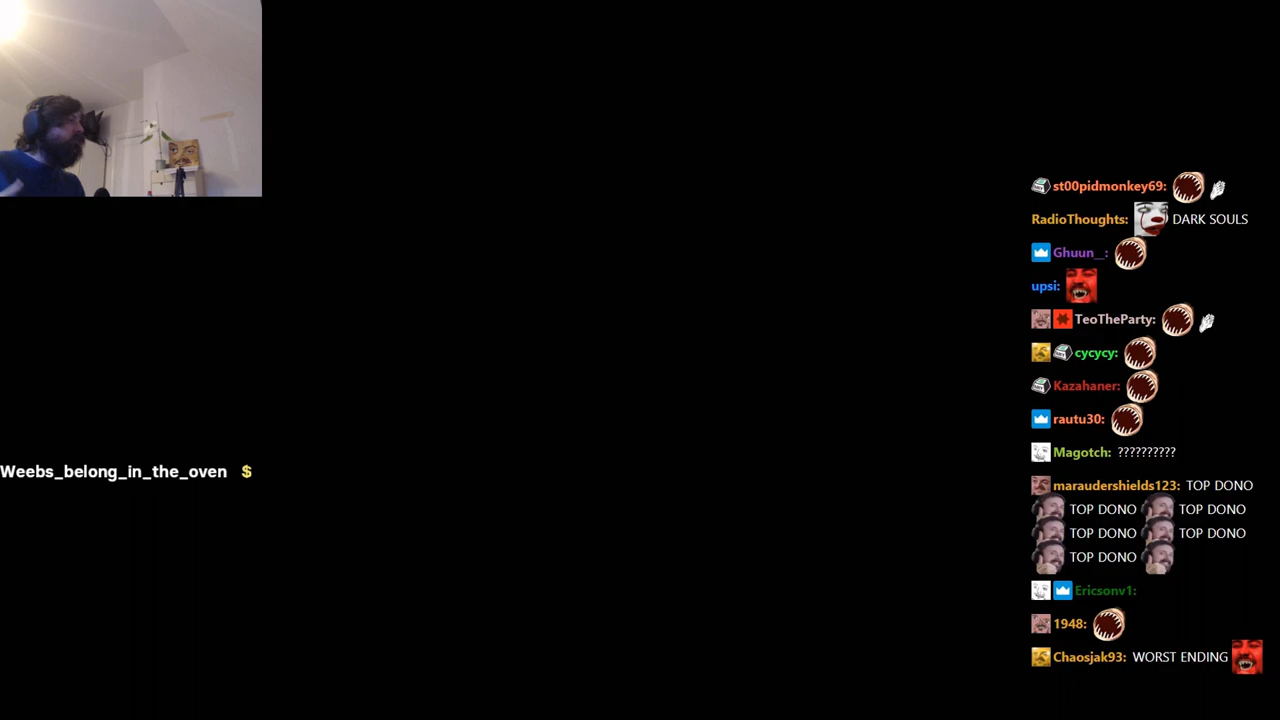 st00pidmonkey69:
RadioThoughts: DARK SOULS
Ghuun__:
upsi:
TeoTheParty:
cycycy:
Kazahaner:
rautu30:
Magotch: ??????????
Weebs_belong_in_the_oven $
maraudershields123: TOP DONO
TOP DONO TOP DONO
TOP DONO TOP DONO
TOP DONO
Ericsonv1:
1948:
Chaosjak93: WORST ENDING